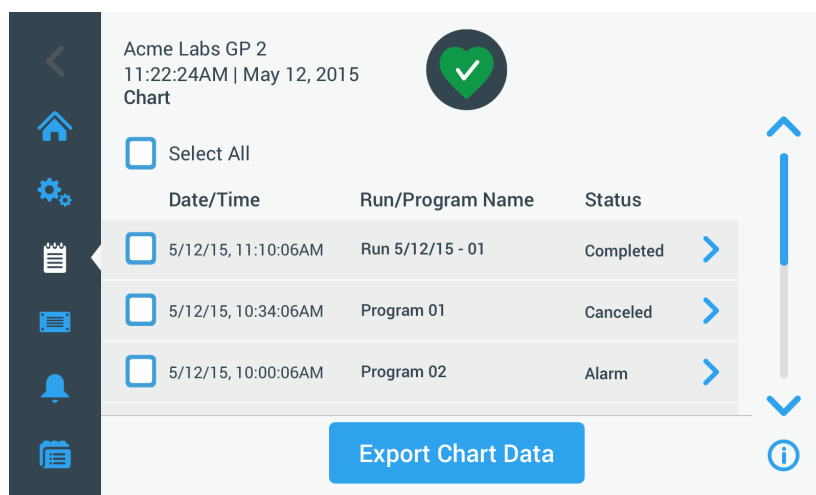 Acme Labs GP 2
11:22:24AM | May 12, 2015
Chart
Select All
Date/Time Run/Program Name Status
5/12/15, 11:10:06AM Run 5/12/15 - 01 Completed
5/12/15, 10:34:06AM Program 01 Canceled
5/12/15, 10:00:06AM Program 02 Alarm
Export Chart Data